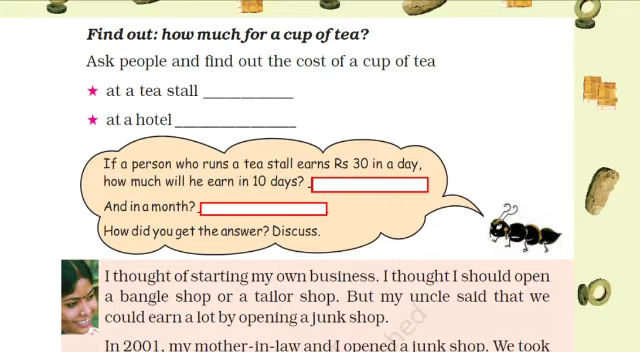 Find out: how much for a cup of tea?
Ask people and find out the cost of a cup of tea
★ at a tea stall ______________
★ at a hotel ___________________
If a person who runs a tea stall earns Rs 30 in a day,
how much will he earn in 10 days?
And in a month?
How did you get the answer? Discuss.
I thought of starting my own business. I thought I should open
a bangle shop or a tailor shop. But my uncle said that we
could earn a lot by opening a junk shop.
In 2001, my mother-in-law and I opened a junk shop. We took